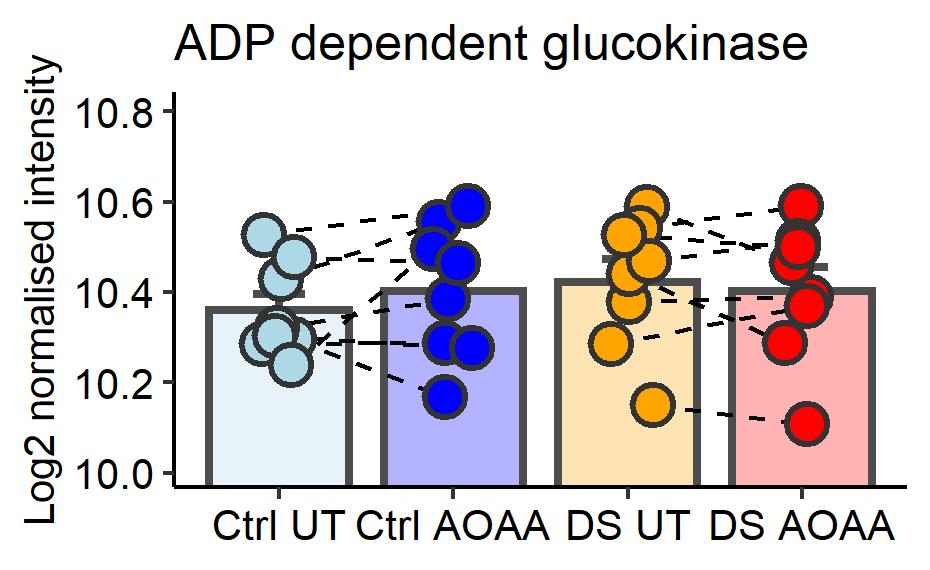 ADP dependent glucokinase
Log2 normalised intensity
10.8
10.6
10.4
10.2
10.0
Ctrl UT Ctrl AOAA DS UT DS AOAA